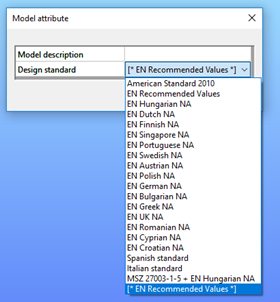 Model attribute
Model description
Design standard [* EN Recommended Values *]
American Standard 2010
EN Recommended Values
EN Hungarian NA
EN Dutch NA
EN Finnish NA
EN Singapore NA
EN Portuguese NA
EN Swedish NA
EN Austrian NA
EN Polish NA
EN German NA
EN Bulgarian NA
EN Greek NA
EN UK NA
EN Romanian NA
EN Cyprian NA
EN Croatian NA
Spanish standard
Italian standard
MSZ 27003-1-5 + EN Hungarian NA
[* EN Recommended Values *]